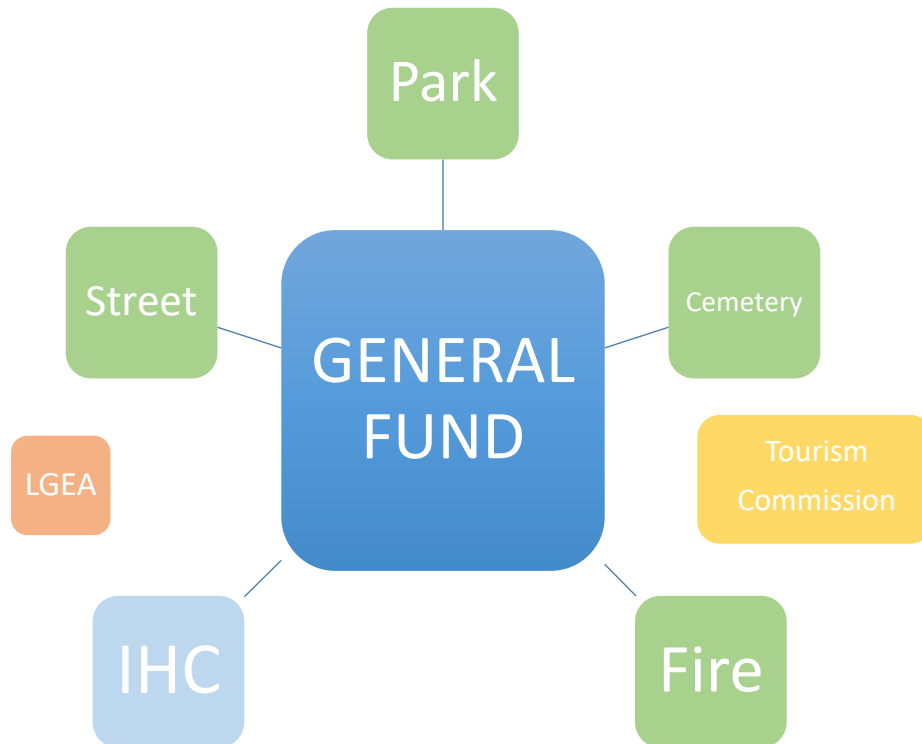 Park
Street
Cemetery
GENERAL
FUND
LGEA
Tourism
Commission
IHC
Fire